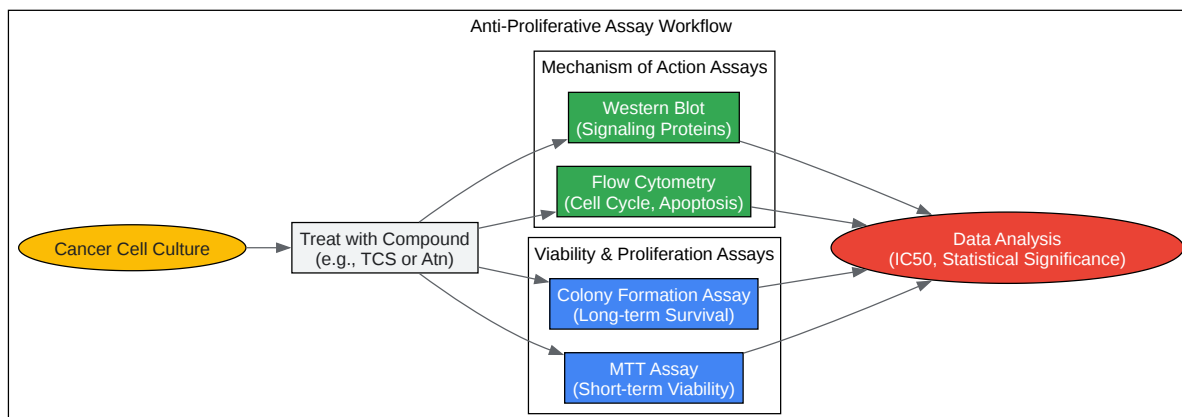 Anti-Proliferative Assay Workflow
Mechanism of Action Assays
Western Blot
(Signaling Proteins)
Flow Cytometry
(Cell Cycle, Apoptosis)
Cancer Cell Culture
Treat with Compound
(e.g., TCS or Atn)
Viability & Proliferation Assays
Colony Formation Assay
(Long-term Survival)
MTT Assay
(Short-term Viability)
Data Analysis
(IC50, Statistical Significance)